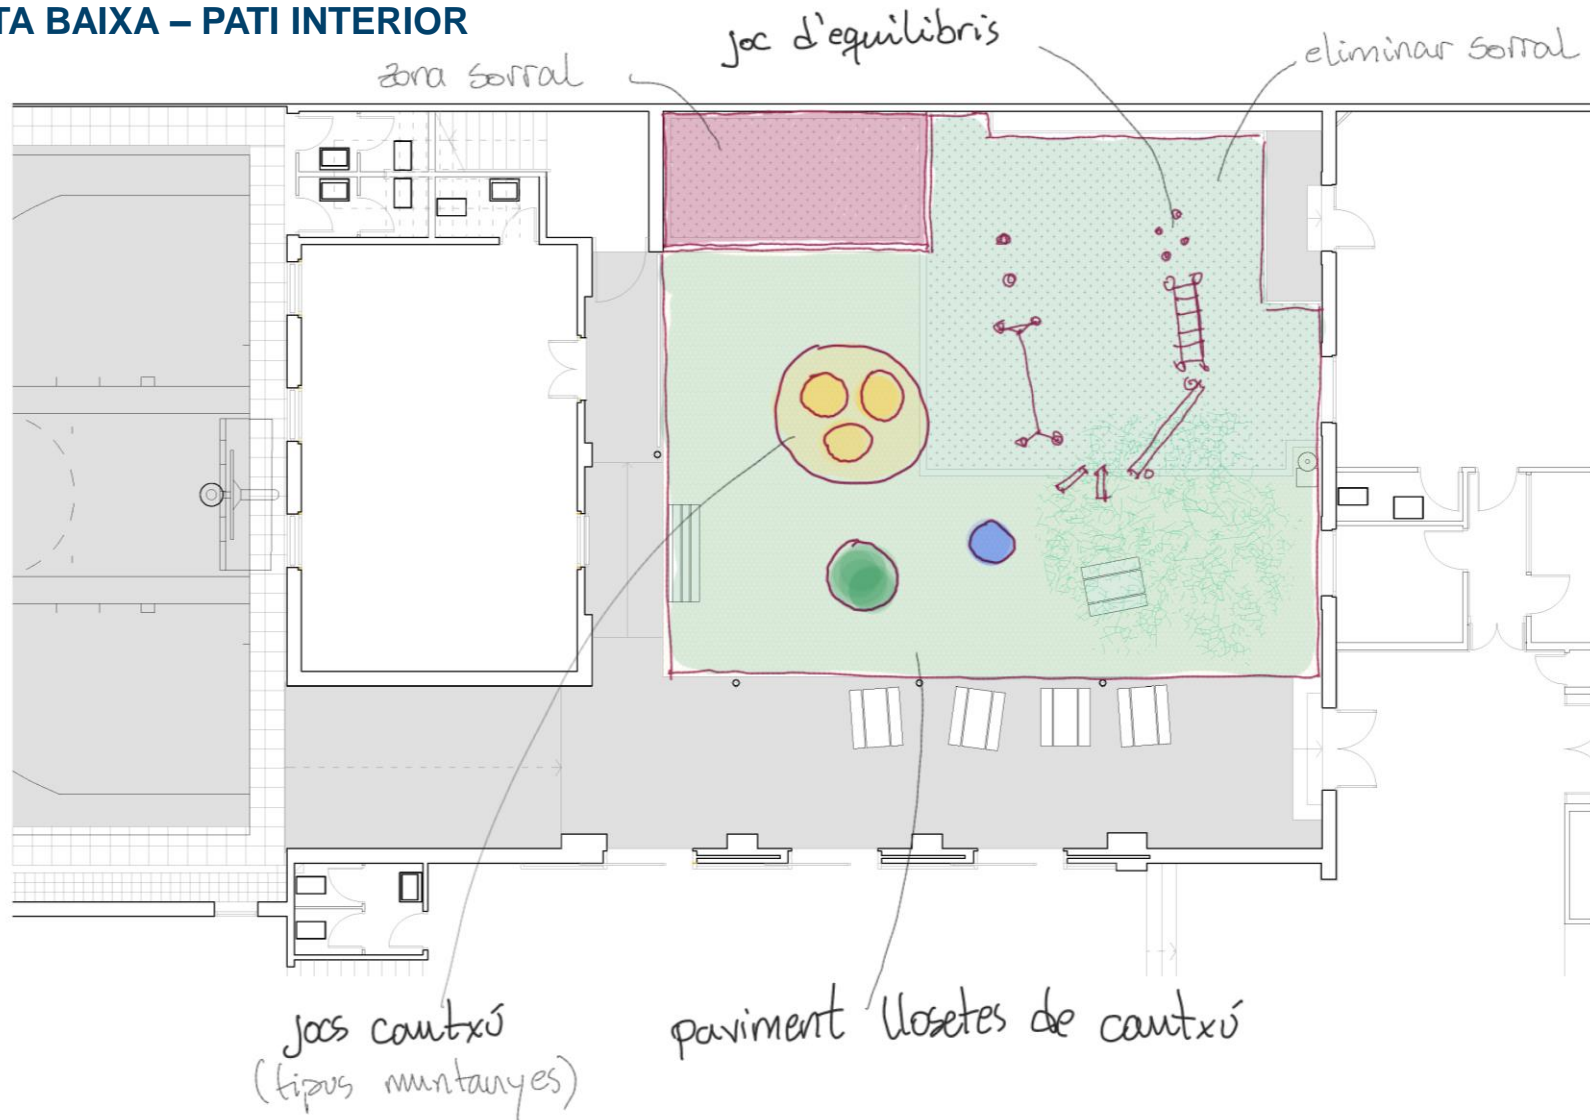 TA BAIXA – PATI INTERIOR
joc d'equilibris
zona sorral
eliminar sorral
jocs cautxú
(tipus muntanyes)
paviment llosetes de cautxú